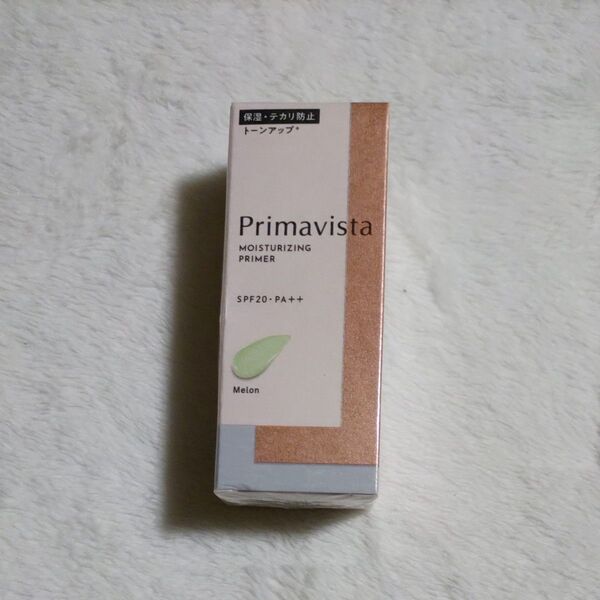 保湿・テカリ防止
トーンアップ*
Primavista
MOISTURIZING
PRIMER
SPF20・PA++
Melon